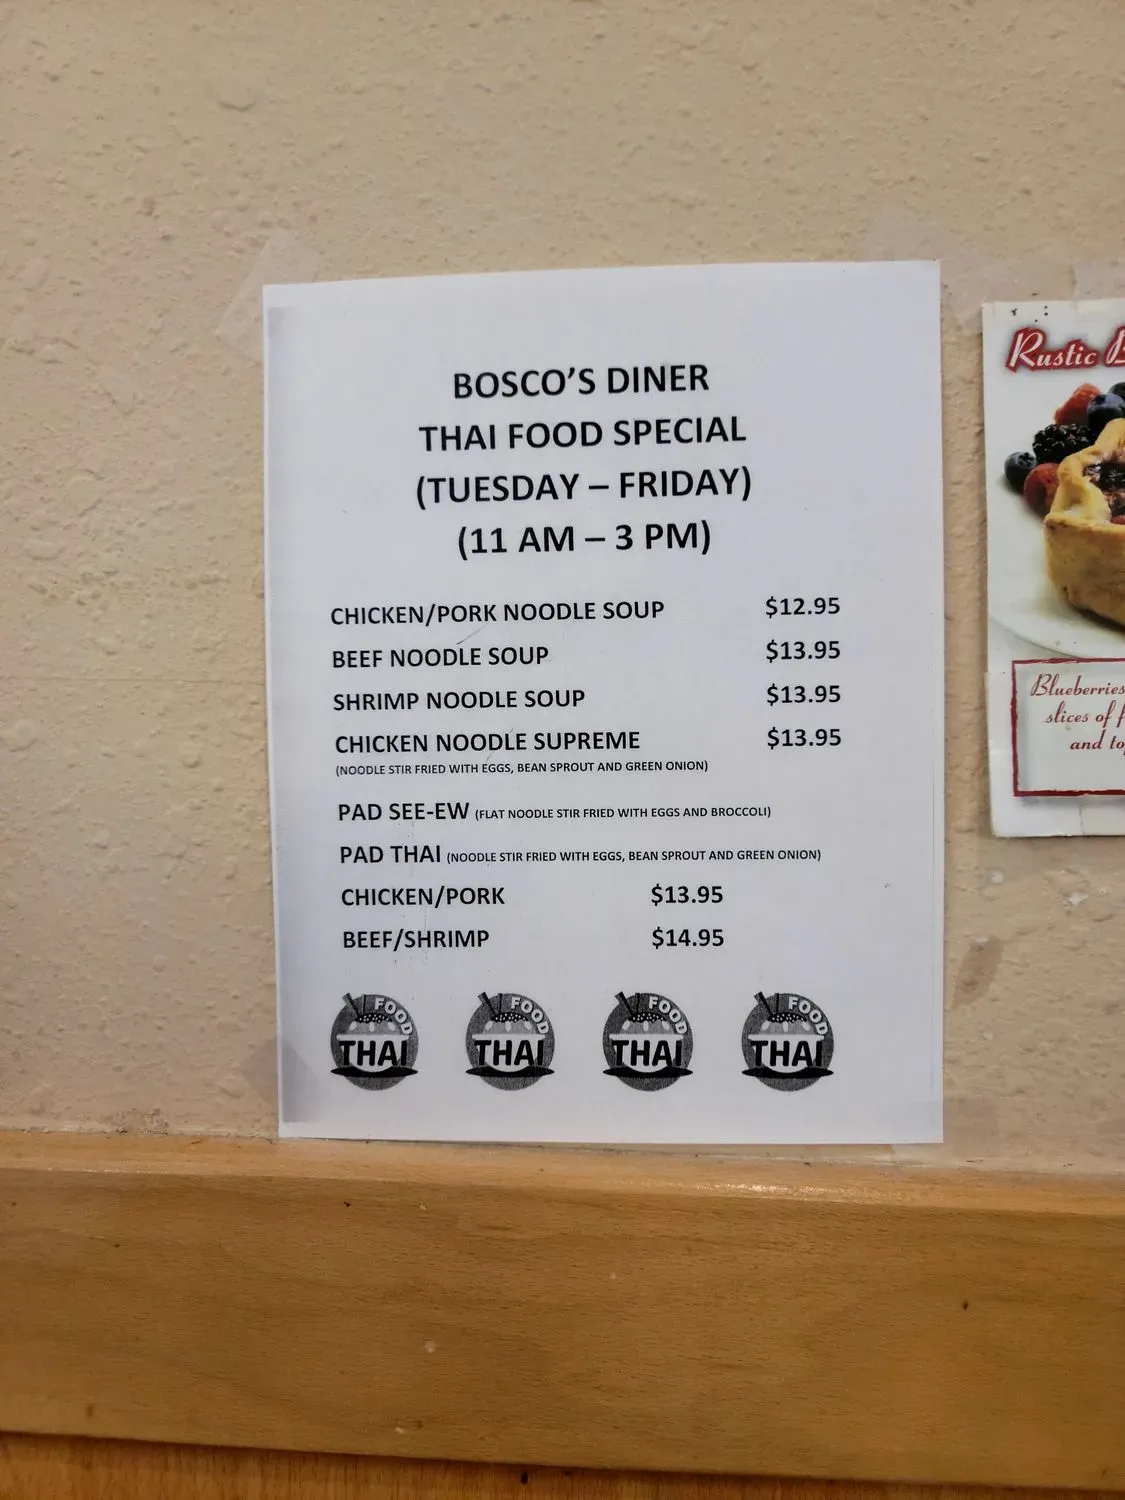 BOSCO'S DINER
THAI FOOD SPECIAL
(TUESDAY – FRIDAY)
(11 AM – 3 PM)
CHICKEN/PORK NOODLE SOUP $12.95
BEEF NOODLE SOUP $13.95
SHRIMP NOODLE SOUP $13.95
CHICKEN NOODLE SUPREME $13.95
(NOODLE STIR FRIED WITH EGGS, BEAN SPROUT AND GREEN ONION)
PAD SEE-EW (FLAT NOODLE STIR FRIED WITH EGGS AND BROCCOLI)
PAD THAI (NOODLE STIR FRIED WITH EGGS, BEAN SPROUT AND GREEN ONION)
CHICKEN/PORK $13.95
BEEF/SHRIMP $14.95
FOOD THAI
FOOD THAI
FOOD THAI
FOOD THAI
Rustic
Blueberries
slices of
and